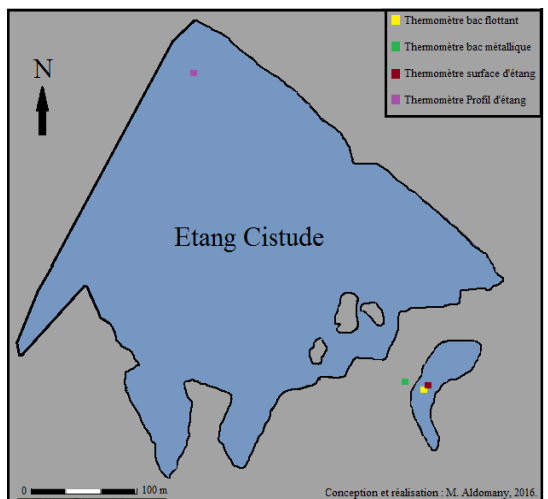 Thermomètre bac flottant
Thermomètre bac métallique
Thermomètre surface d'étang
Thermomètre Profil d'étang
N
Etang Cistude
0 100 m
Conception et réalisation : M. Aldomany, 2016.